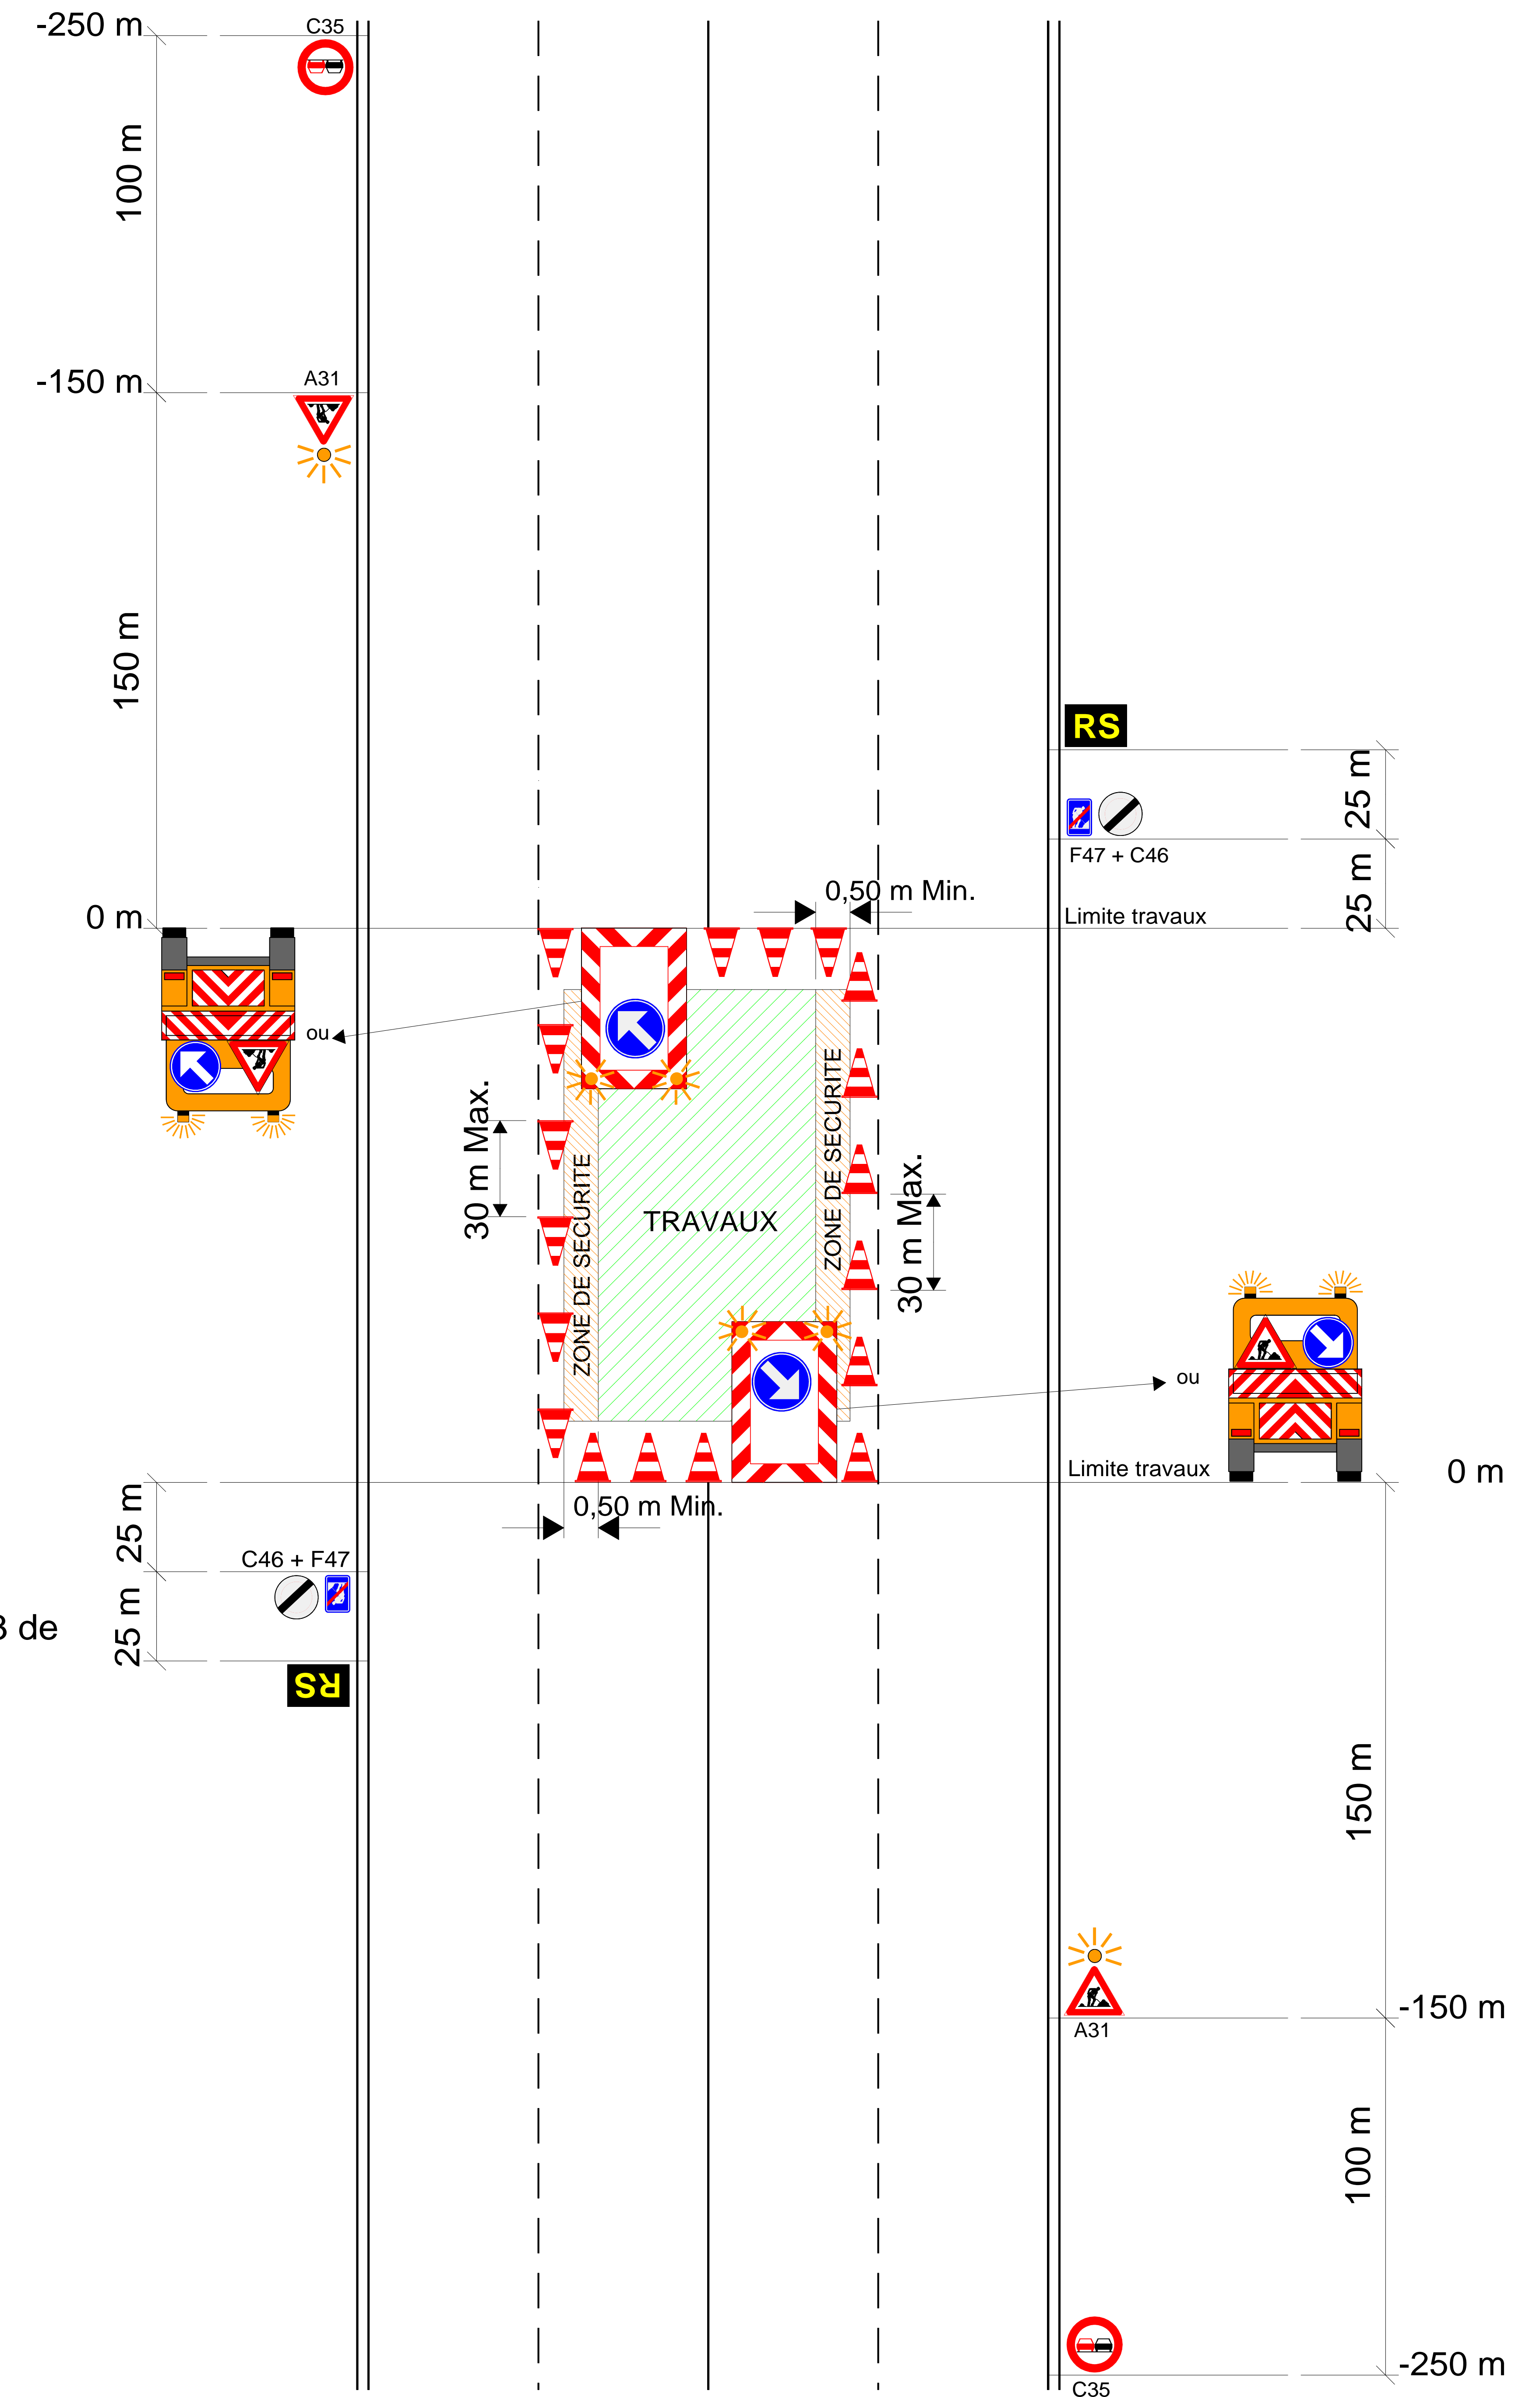 -250 m
C35
100 m
-150 m
A31
150 m
RS
25 m
F47 + C46
25 m
0,50 m Min.
0 m
Limite travaux
ou
30 m Max.
ZONE DE SECURITE
TRAVAUX
ZONE DE SECURITE
30 m Max.
ou
Limite travaux
0 m
0,50 m Min.
25 m
C46 + F47
25 m
3 de
RS
150 m
-150 m
A31
100 m
-250 m
C35